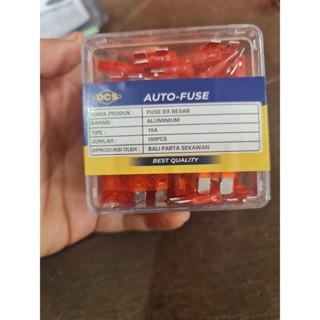 DCS
AUTO-FUSE
NAMA PRODUK : FUSE DX BESAR
BAHAN : ALUMINIUM
TIPE : 10A
JUMLAH : 100PCS
DIPRODUKSI OLEH : BALI PARTA SEKAWAN
BEST QUALITY